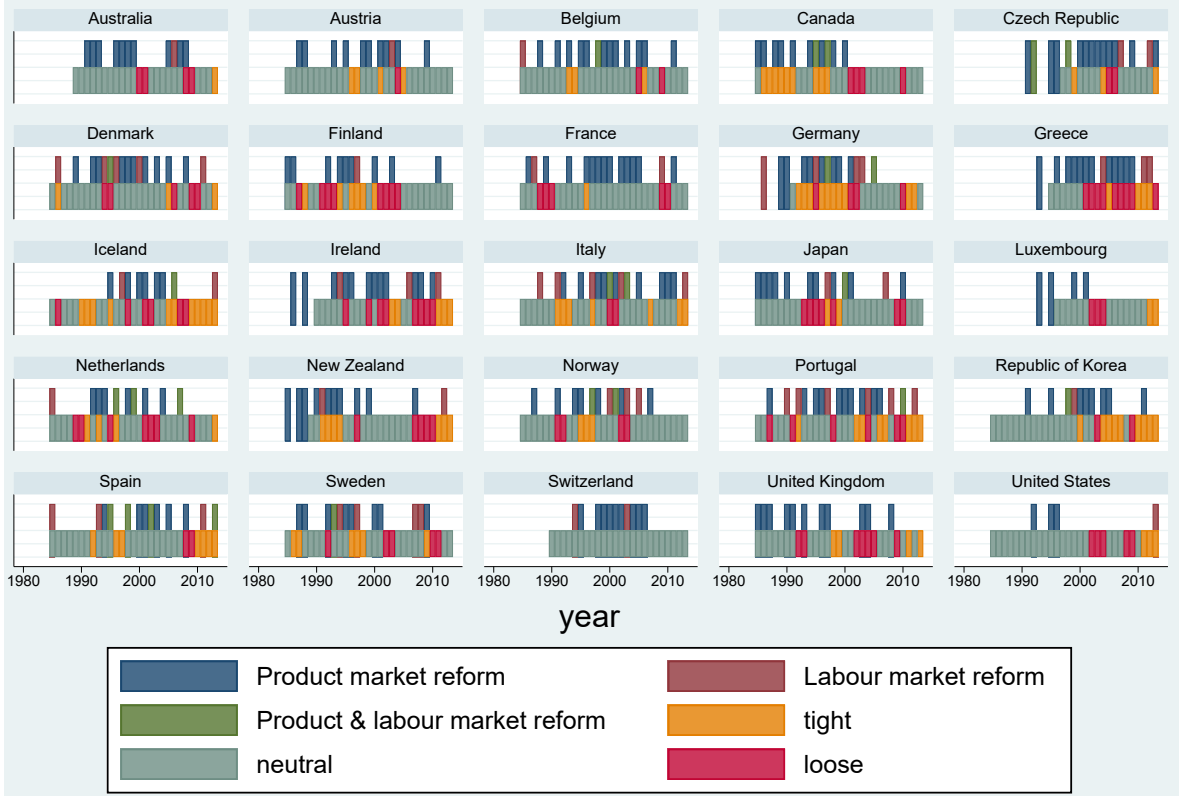 Australia Austria Belgium Canada Czech Republic
Denmark Finland France Germany Greece
Iceland Ireland Italy Japan Luxembourg
Netherlands New Zealand Norway Portugal Republic of Korea
Spain Sweden Switzerland United Kingdom United States
1980 1990 2000 2010 1980 1990 2000 2010 1980 1990 2000 2010 1980 1990 2000 2010 1980 1990 2000 2010
year
Product market reform Labour market reform
Product & labour market reform tight
neutral loose